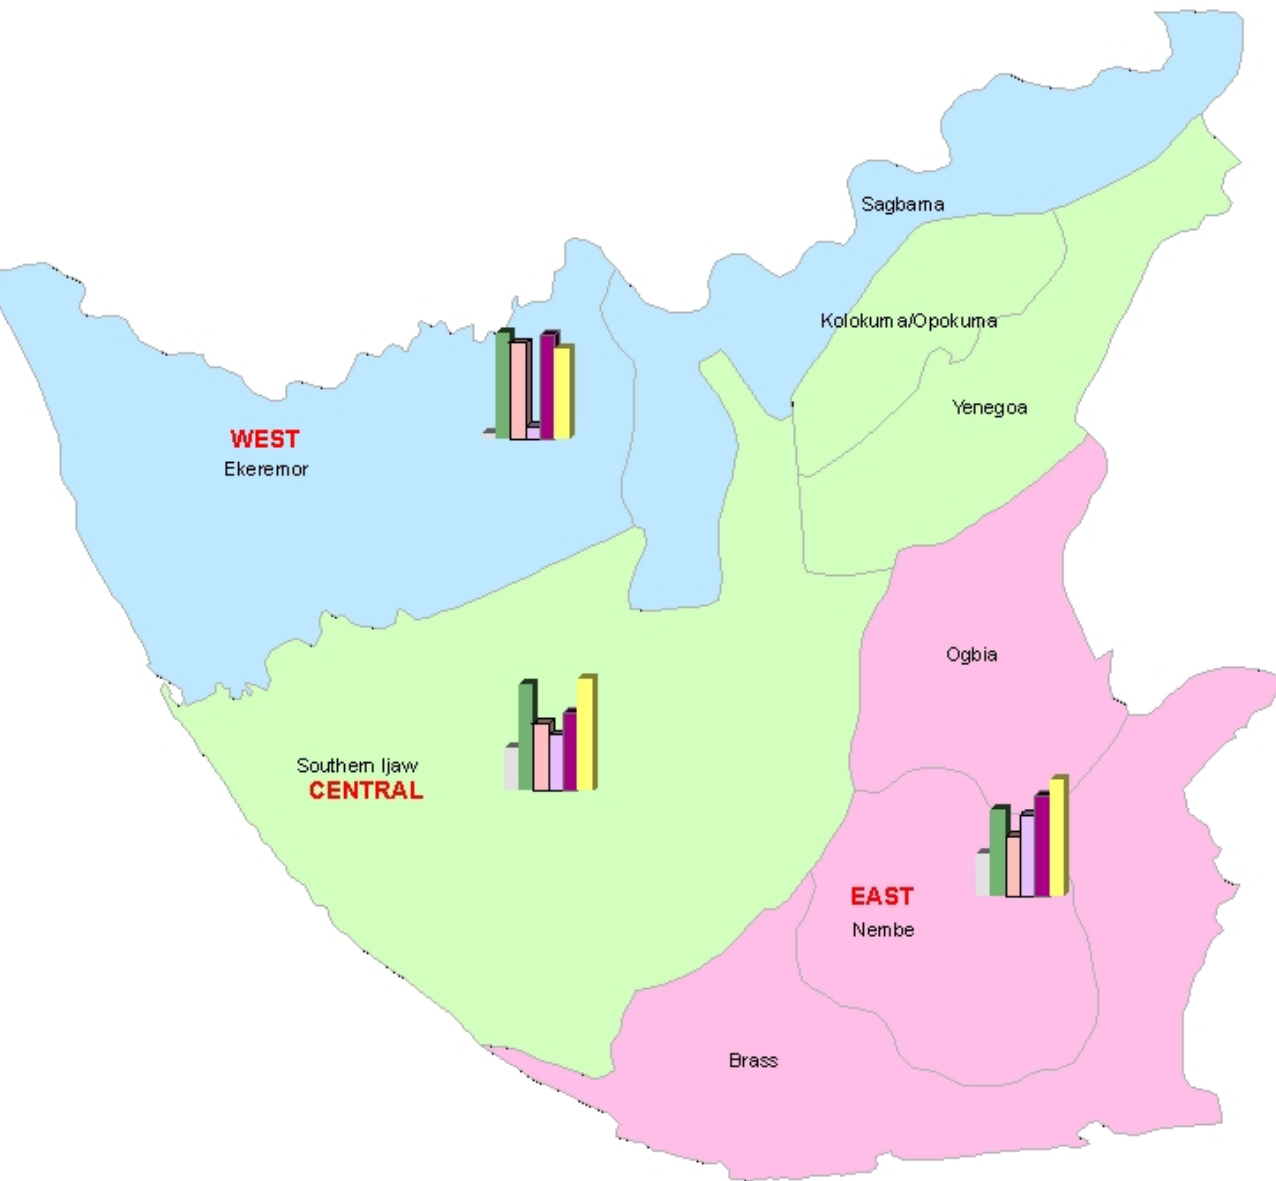 Sagbama
Kolokuma/Opokuma
Yenegoa
WEST
Ekeremor
Ogbia
Southern Ijaw
CENTRAL
EAST
Nembe
Brass